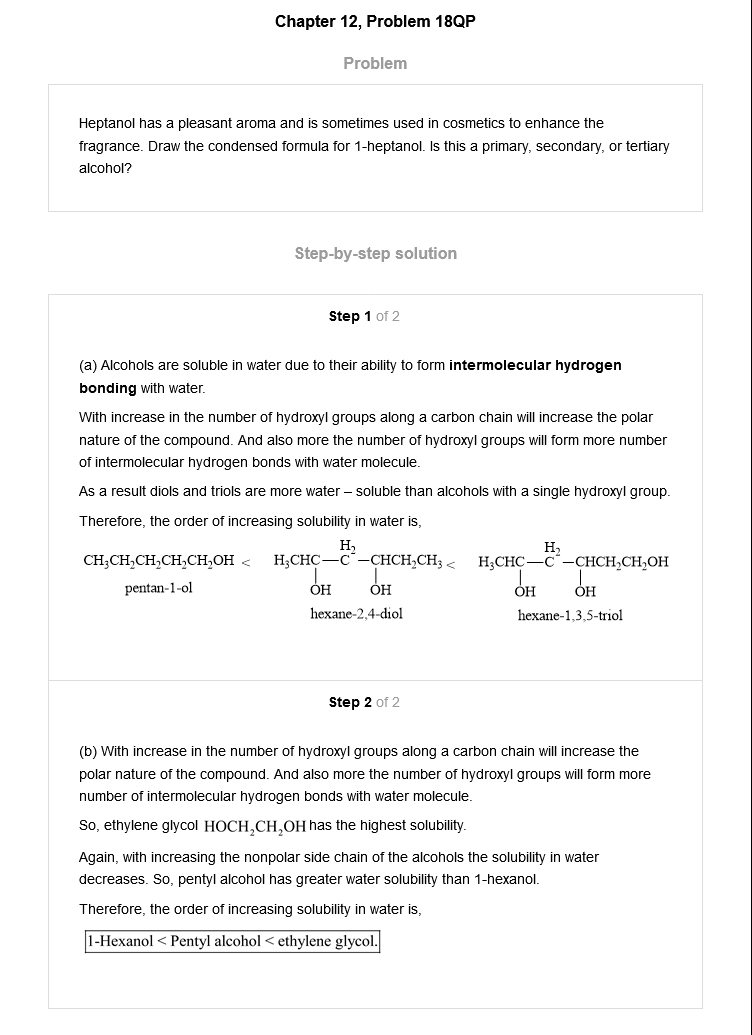 Chapter 12, Problem 18QP
Problem
Heptanol has a pleasant aroma and is sometimes used in cosmetics to enhance the
fragrance. Draw the condensed formula for 1-heptanol. Is this a primary, secondary, or tertiary
alcohol?
Step-by-step solution
Step 1 of 2
(a) Alcohols are soluble in water due to their ability to form intermolecular hydrogen
bonding with water.
With increase in the number of hydroxyl groups along a carbon chain will increase the polar
nature of the compound. And also more the number of hydroxyl groups will form more number
of intermolecular hydrogen bonds with water molecule.
As a result diols and triols are more water – soluble than alcohols with a single hydroxyl group.
Therefore, the order of increasing solubility in water is,
H₂ H₂
CH₃CH₂CH₂CH₂CH₂OH < H₃CHC—C—CHCH₂CH₃ < H₃CHC—C—CHCH₂CH₂OH
OH OH OH OH
pentan-1-ol
hexane-2,4-diol hexane-1,3,5-triol
Step 2 of 2
(b) With increase in the number of hydroxyl groups along a carbon chain will increase the
polar nature of the compound. And also more the number of hydroxyl groups will form more
number of intermolecular hydrogen bonds with water molecule.
So, ethylene glycol HOCH₂CH₂OH has the highest solubility.
Again, with increasing the nonpolar side chain of the alcohols the solubility in water
decreases. So, pentyl alcohol has greater water solubility than 1-hexanol.
Therefore, the order of increasing solubility in water is,
1-Hexanol < Pentyl alcohol < ethylene glycol.